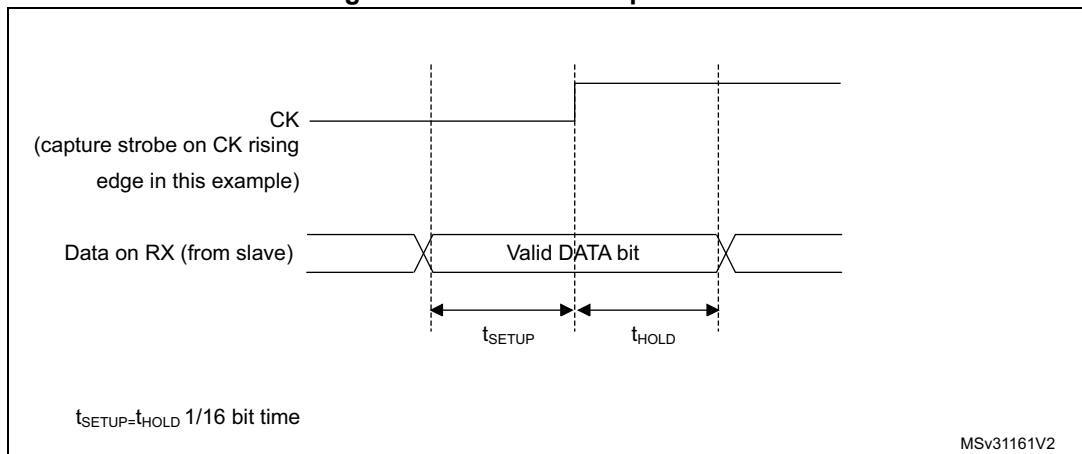 CK
(capture strobe on CK rising
edge in this example)
Data on RX (from slave)
Valid DATA bit
tSETUP
tHOLD
tSETUP=tHOLD 1/16 bit time
MSv31161V2